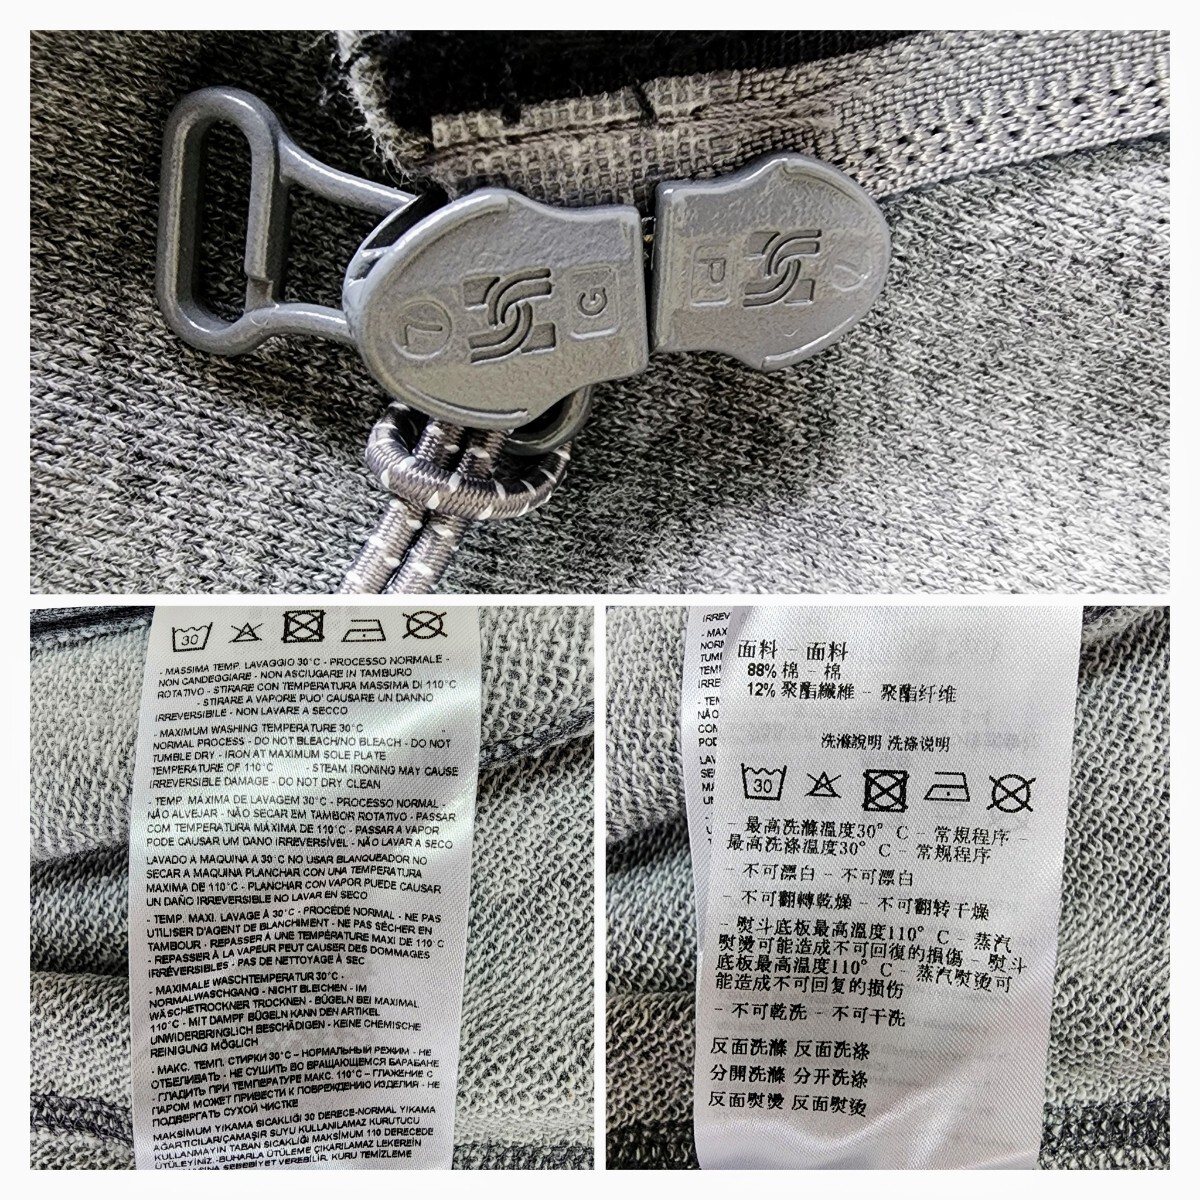 7
G
P
7
30
- MASSIMA TEMP. LAVAGGIO 30°C - PROCESSO NORMALE -
NON CANDEGGIARE - NON ASCIUGARE IN TAMBURO
ROTATIVO - STIRARE CON TEMPERATURA MASSIMA DI 110°C
- STIRARE A VAPORE PUO' CAUSARE UN DANNO
IRREVERSIBILE - NON LAVARE A SECCO
- MAXIMUM WASHING TEMPERATURE 30°C -
NORMAL PROCESS - DO NOT BLEACH/NO BLEACH - DO NOT
TUMBLE DRY - IRON AT MAXIMUM SOLE PLATE
TEMPERATURE OF 110°C - STEAM IRONING MAY CAUSE
IRREVERSIBLE DAMAGE - DO NOT DRY CLEAN
- TEMP. MÁXIMA DE LAVAGEM 30°C - PROCESSO NORMAL -
NÃO ALVEJAR - NÃO SECAR EM TAMBOR ROTATIVO - PASSAR
COM TEMPERATURA MÁXIMA DE 110°C - PASSAR A VAPOR
PODE CAUSAR UM DANO IRREVERSÍVEL - NÃO LAVAR A SECO
LAVADO A MAQUINA A 30°C NO USAR BLANQUEADOR NO
SECAR A MAQUINA PLANCHAR CON UNA TEMPERATURA
MAXIMA DE 110°C - PLANCHAR CON VAPOR PUEDE CAUSAR
UN DAÑO IRREVERSIBLE NO LAVAR EN SECO
- TEMP. MAXI. LAVAGE À 30°C - PROCÉDÉ NORMAL - NE PAS
UTILISER D'AGENT DE BLANCHIMENT - NE PAS SÉCHER EN
TAMBOUR - REPASSER À UNE TEMPÉRATURE MAXI DE 110°C
- REPASSER À LA VAPEUR PEUT CAUSER DES DOMMAGES
IRRÉVERSIBLES - PAS DE NETTOYAGE À SEC
- MAXIMALE WASCHTEMPERATUR 30°C -
NORMALWASCHGANG - NICHT BLEICHEN - IM
WÄSCHETROCKNER TROCKNEN - BÜGELN BEI MAXIMAL
110°C - MIT DAMPF BÜGELN KANN DEN ARTIKEL
UNWIDERBRINGLICH BESCHÄDIGEN - KEINE CHEMISCHE
REINIGUNG MÖGLICH
- МАКС. ТЕМП. СТИРКИ 30°C – НОРМАЛЬНЫЙ РЕЖИМ - НЕ
ОТБЕЛИВАТЬ - НЕ СУШИТЬ ВО ВРАЩАЮЩЕМСЯ БАРАБАНЕ
- ГЛАДИТЬ ПРИ ТЕМПЕРАТУРЕ МАКС. 110°C – ГЛАЖЕНИЕ С
ПАРОМ МОЖЕТ ПРИВЕСТИ К ПОВРЕЖДЕНИЮ ИЗДЕЛИЯ - НЕ
ПОДВЕРГАТЬ СУХОЙ ЧИСТКЕ
MAKSİMUM YIKAMA SICAKLIĞI 30 DERECE-NORMAL YIKAMA
AĞARTICILAR/ÇAMAŞIR SUYU KULLANILAMAZ KURUTUCU
KULLANMAYIN TABAN SICAKLIĞI MAKSİMUM 110 DERECEDE
ÜTÜLEYİNİZ.-BUHARLA ÜTÜLEME ÇIKARILAMAZ LEKERELİN
SEBEBİYET VEREBİLİR. KURU TEMİZLEME
面料 - 面料
88% 棉 - 棉
12% 聚酯纖維 - 聚酯纤维
洗滌說明 洗涤说明
30
- 最高洗滌溫度30° C - 常規程序 -
最高洗涤温度30° C - 常规程序
- 不可漂白 - 不可漂白
- 不可翻轉乾燥 - 不可翻转干燥
- 熨斗底板最高溫度110° C - 蒸汽
熨燙可能造成不可回復的損傷 - 熨斗
底板最高温度110° C - 蒸汽熨烫可
能造成不可回复的损伤
- 不可乾洗 - 不可干洗
反面洗滌 反面洗涤
分開洗滌 分开洗涤
反面熨燙 反面熨烫